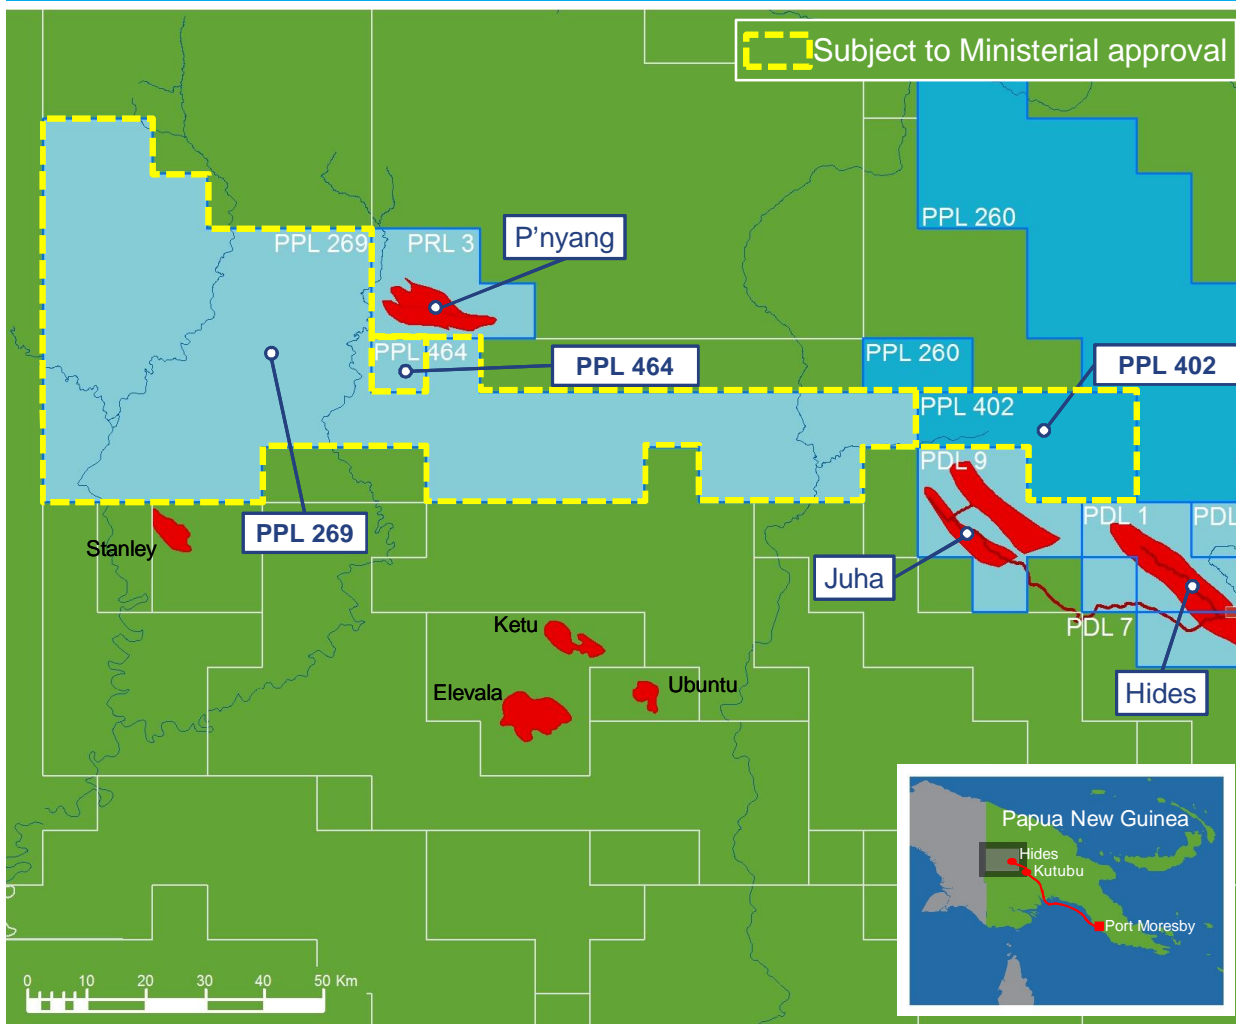 Subject to Ministerial approval
PPL 260
PPL 269
PRL 3
P'nyang
PPL 464
PPL 464
PPL 260
PPL 402
PPL 402
PDL 9
PPL 269
PDL 1
PDL
Stanley
Juha
Ketu
PDL 7
Elevala
Ubuntu
Hides
Papua New Guinea
Hides
Kutubu
Port Moresby
0 10 20 30 40 50 Km